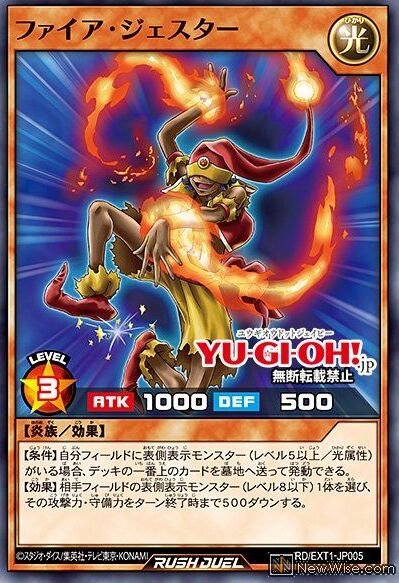 ファイア・ジェスター
ひかり
光
ユウギオウドットジェイピー
YU-GI-OH!.jp
無断転載禁止
LEVEL
3
ATK 1000 DEF 500
【炎族/効果】
【条件】自分フィールドに表側表示モンスター(レベル5以上/光属性)
がいる場合、デッキの一番上のカードを墓地へ送って発動できる。
【効果】相手フィールドの表側表示モンスター(レベル8以下)1体を選び、
その攻撃力・守備力をターン終了時まで500ダウンする。
©スタジオ・ダイス/集英社・テレビ東京・KONAMI
RUSH DUEL
RD/EXT1-JP005
NewWise.com